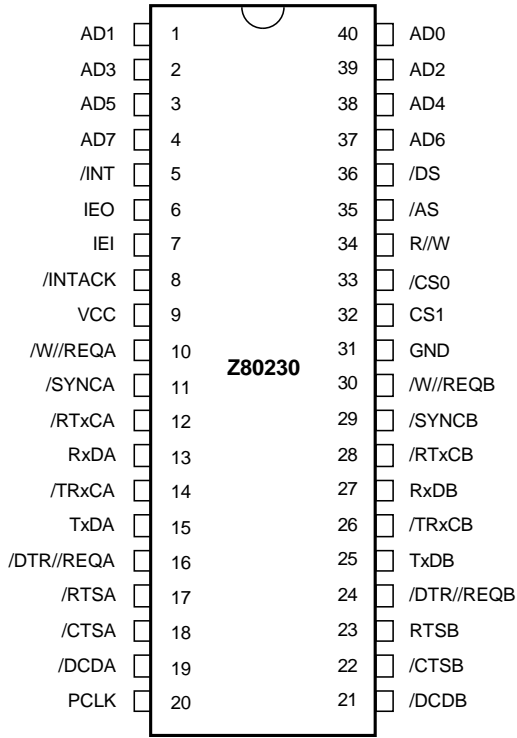 AD1 1 40 AD0
AD3 2 39 AD2
AD5 3 38 AD4
AD7 4 37 AD6
/INT 5 36 /DS
IEO 6 35 /AS
IEI 7 34 R//W
/INTACK 8 33 /CS0
VCC 9 32 CS1
/W//REQA 10 31 GND
Z80230
/SYNCA 11 30 /W//REQB
/RTxCA 12 29 /SYNCB
RxDA 13 28 /RTxCB
/TRxCA 14 27 RxDB
TxDA 15 26 /TRxCB
/DTR//REQA 16 25 TxDB
/RTSA 17 24 /DTR//REQB
/CTSA 18 23 RTSB
/DCDA 19 22 /CTSB
PCLK 20 21 /DCDB